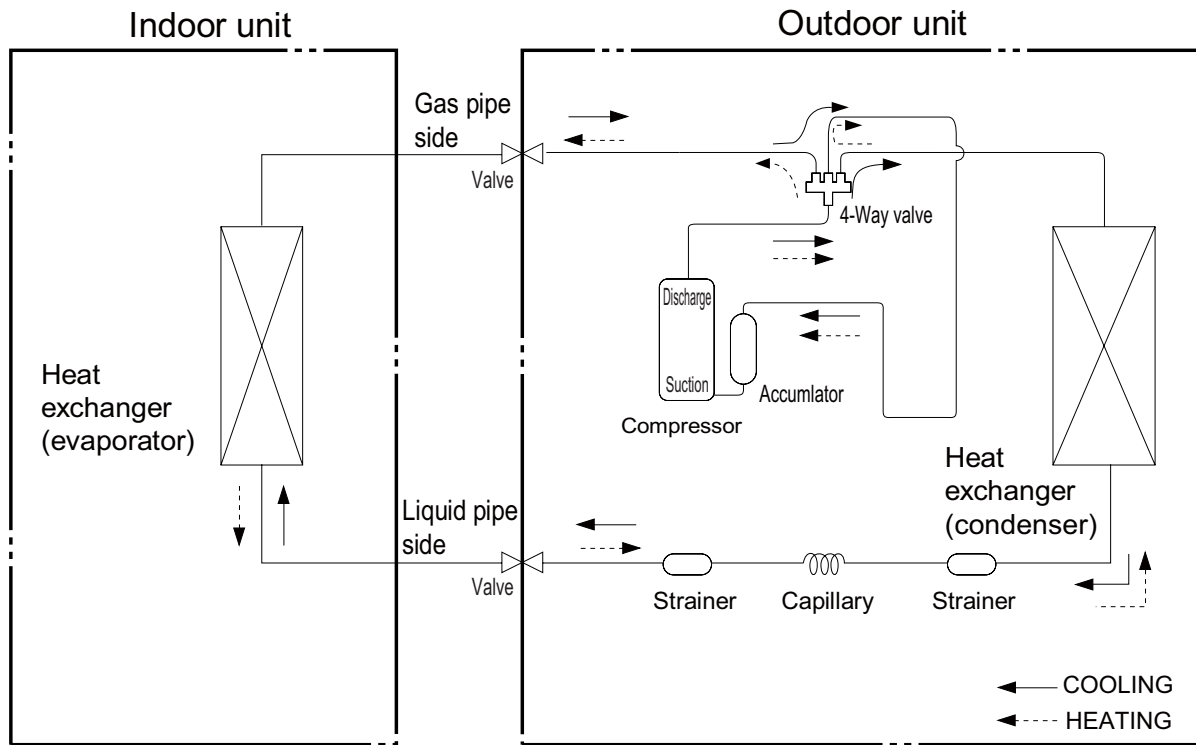 Indoor unit
Outdoor unit
Gas pipe
side
Valve
4-Way valve
Discharge
Suction
Accumlator
Compressor
Heat
exchanger
(evaporator)
Heat
exchanger
(condenser)
Liquid pipe
side
Valve
Strainer
Capillary
Strainer
COOLING
HEATING